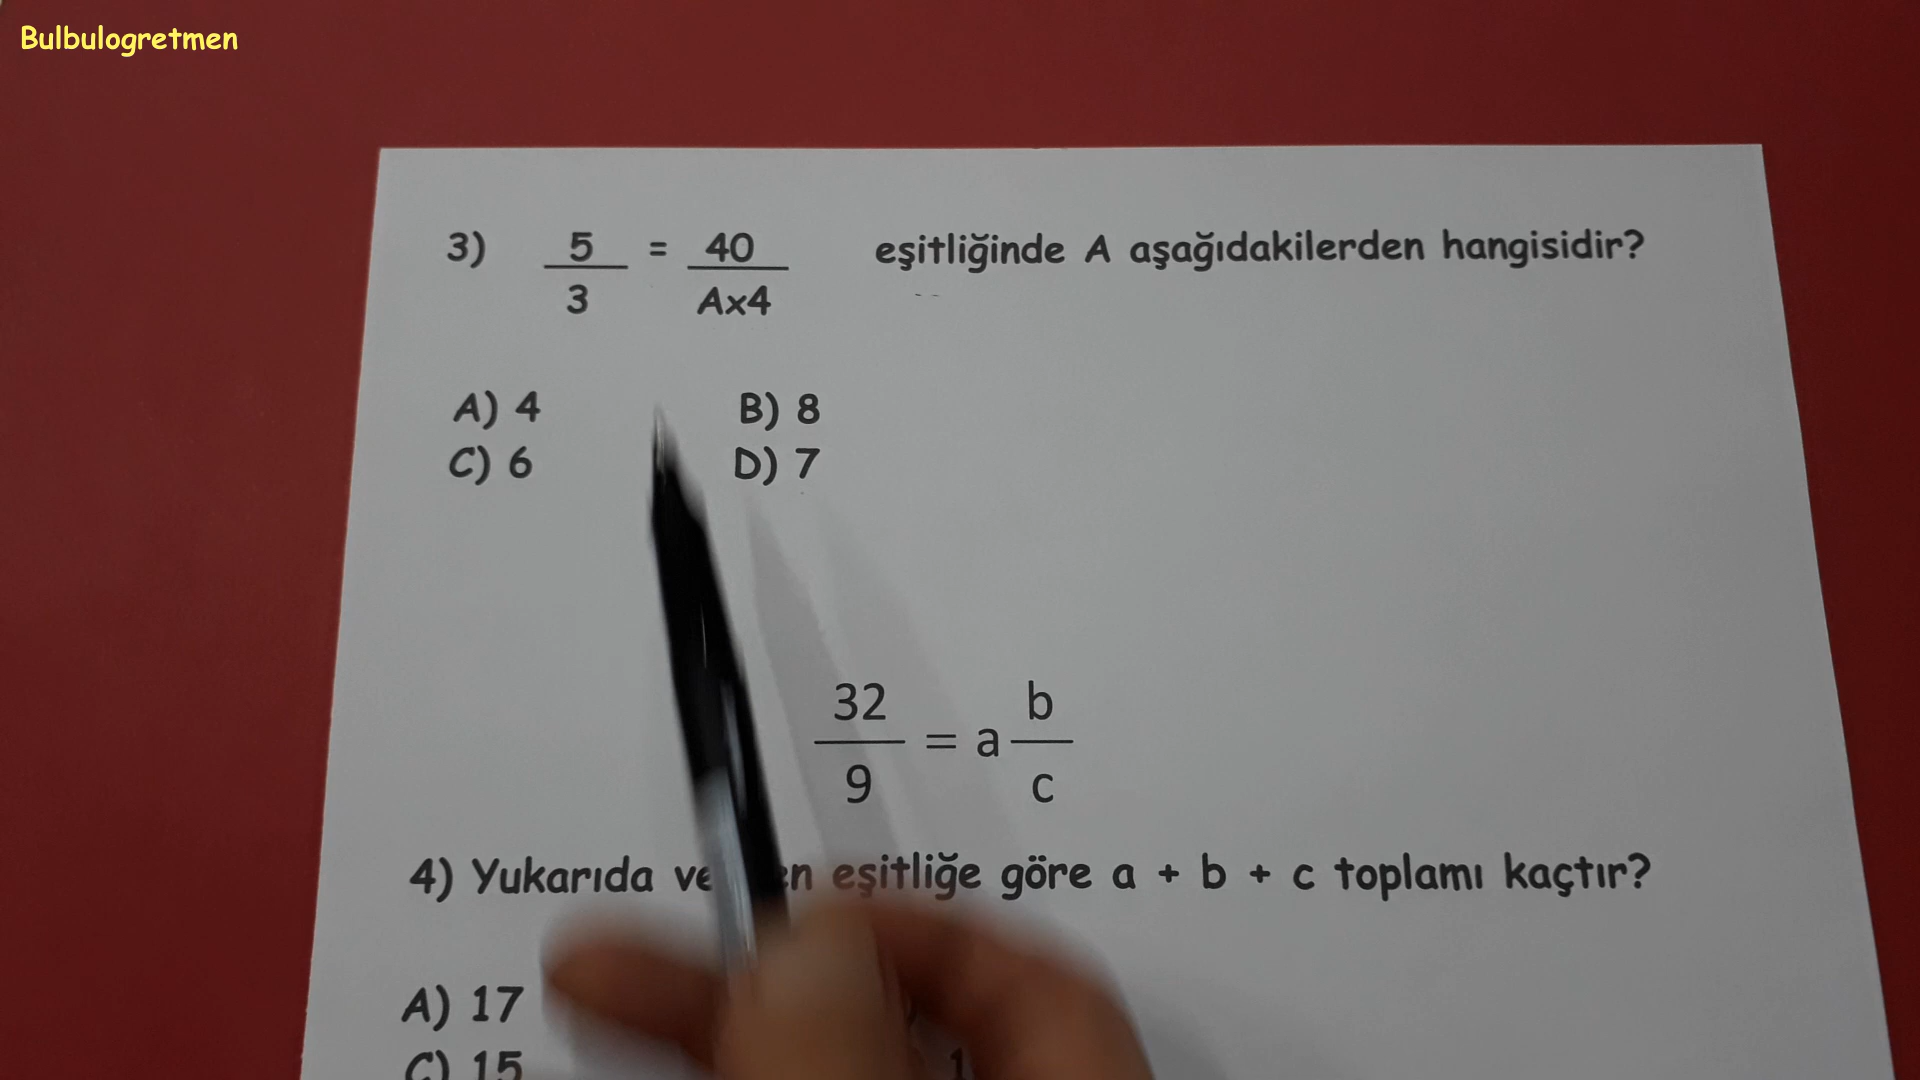 Bulbulogretmen
3) 5/3 = 40/Ax4 eşitliğinde A aşağıdakilerden hangisidir?
A) 4 B) 8
C) 6 D) 7
32/9 = a b/c
4) Yukarıda eşitliğe göre a + b + c toplamı kaçtır?
A) 17
C) 15